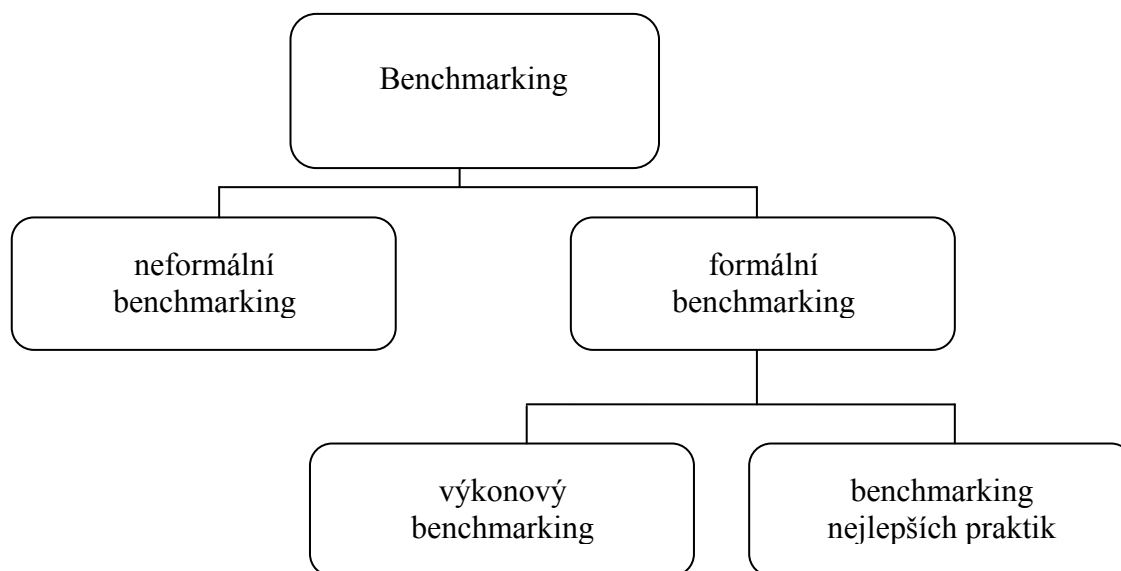 Benchmarking
neformální
benchmarking
formální
benchmarking
výkonový
benchmarking
benchmarking
nejlepších praktik